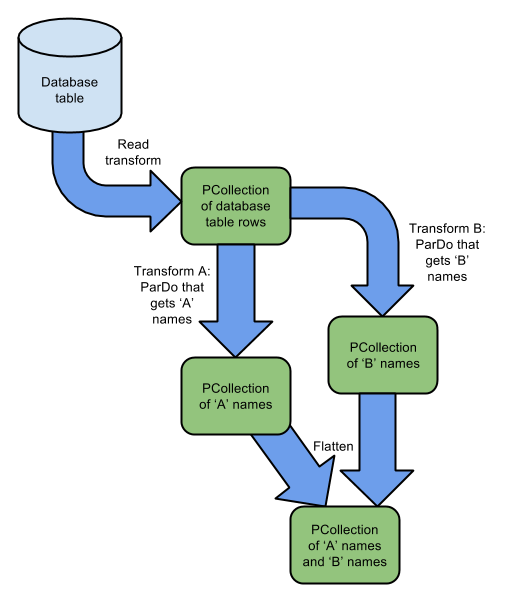 Database
table
Read
transform
PCollection
of database
table rows
Transform A:
ParDo that
gets ‘A’
names
Transform B:
ParDo that
gets ‘B’
names
PCollection
of ‘A’ names
PCollection
of ‘B’ names
Flatten
PCollection
of ‘A’ names
and ‘B’ names